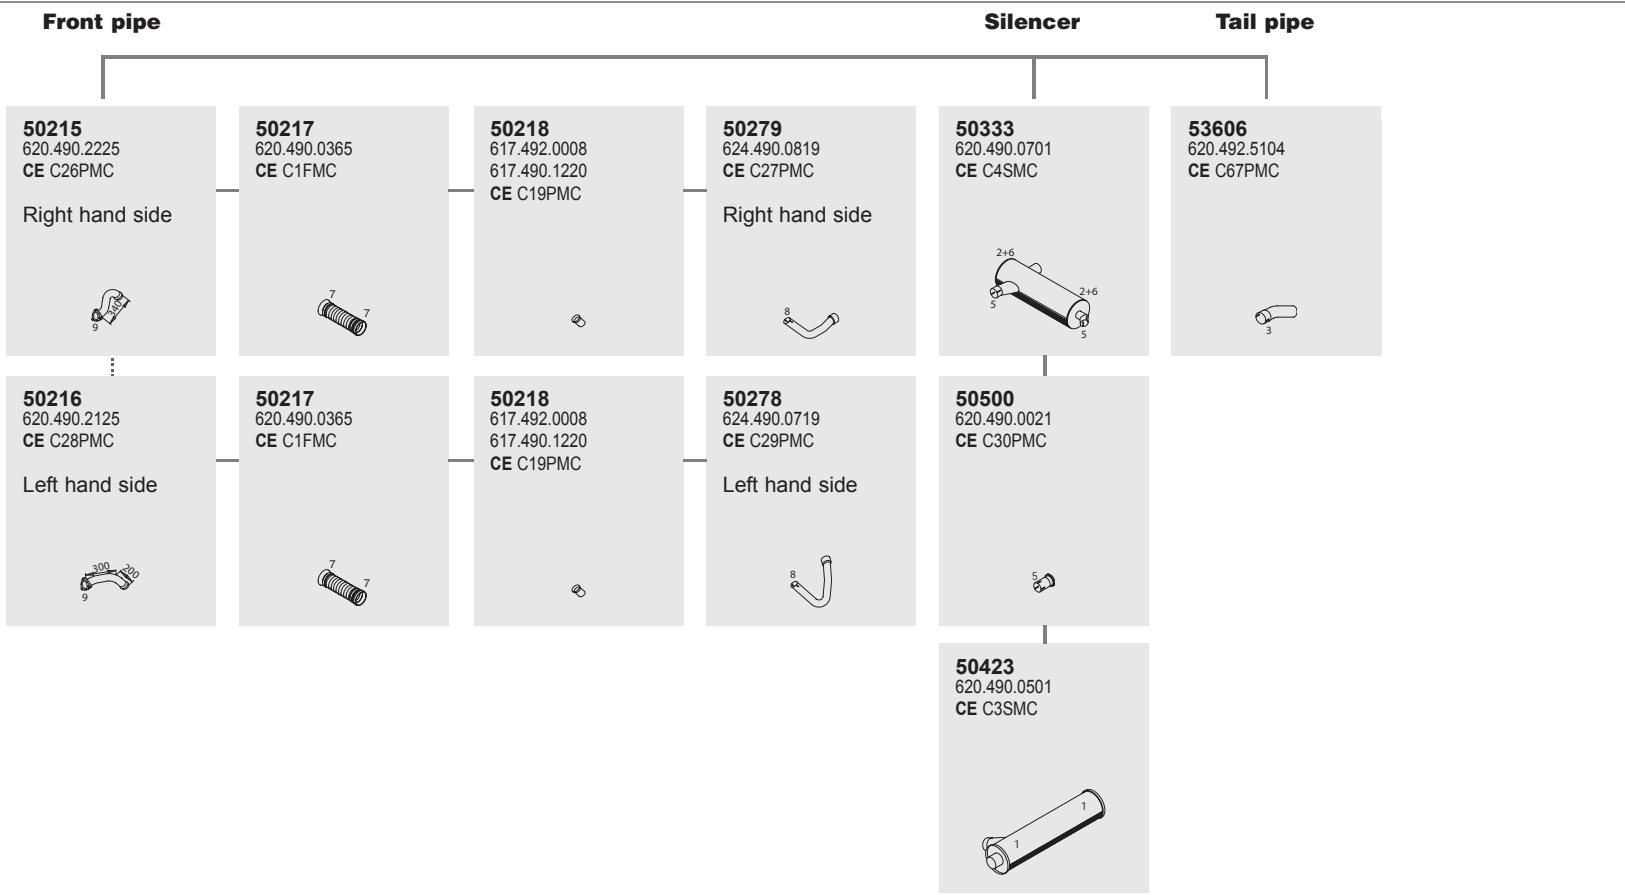 Front pipe
Silencer
Tail pipe
50215
620.490.2225
CE C26PMC
Right hand side
340
9
50217
620.490.0365
CE C1FMC
7
7
50218
617.492.0008
617.490.1220
CE C19PMC
50279
624.490.0819
CE C27PMC
Right hand side
8
50333
620.490.0701
CE C4SMC
2+6
2+6
5
5
53606
620.492.5104
CE C67PMC
3
50216
620.490.2125
CE C28PMC
Left hand side
300
200
9
50217
620.490.0365
CE C1FMC
7
7
50218
617.492.0008
617.490.1220
CE C19PMC
50278
624.490.0719
CE C29PMC
Left hand side
8
50500
620.490.0021
CE C30PMC
5
50423
620.490.0501
CE C3SMC
1
1